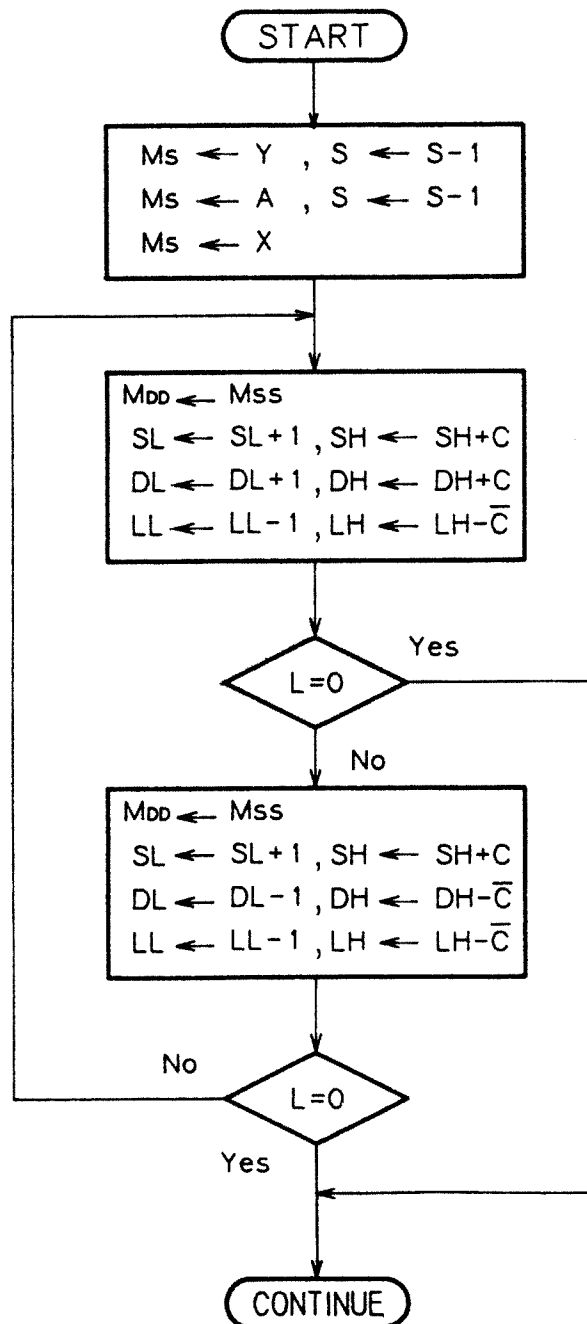 START
Ms ← Y , S ← S-1
Ms ← A , S ← S-1
Ms ← X
MDD ← Mss
SL ← SL+1 , SH ← SH+C
DL ← DL+1 , DH ← DH+C
LL ← LL-1 , LH ← LH-C̅
L=0
Yes
No
MDD ← Mss
SL ← SL+1 , SH ← SH+C
DL ← DL-1 , DH ← DH-C̅
LL ← LL-1 , LH ← LH-C̅
No
L=0
Yes
CONTINUE